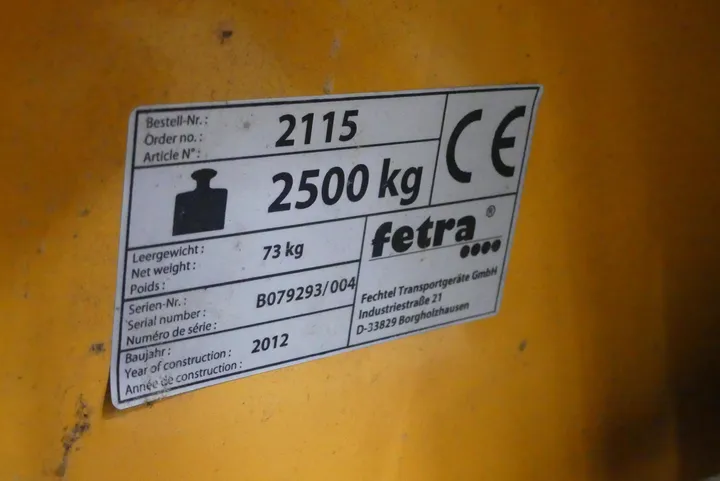 Bestell-Nr.:
Order no.:
Article N°:
2115
CE
2500 kg
Leergewicht:
Net weight:
Poids:
73 kg
fetra®
Serien-Nr.:
Serial number:
Numéro de série:
B079293/004
Fechtel Transportgeräte GmbH
Industriestraße 21
D-33829 Borgholzhausen
Baujahr:
Year of construction:
Année de construction:
2012